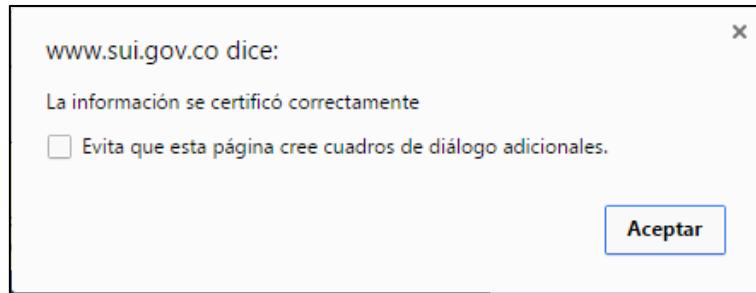 www.sui.gov.co dice:
La información se certificó correctamente
Evita que esta página cree cuadros de diálogo adicionales.
Aceptar